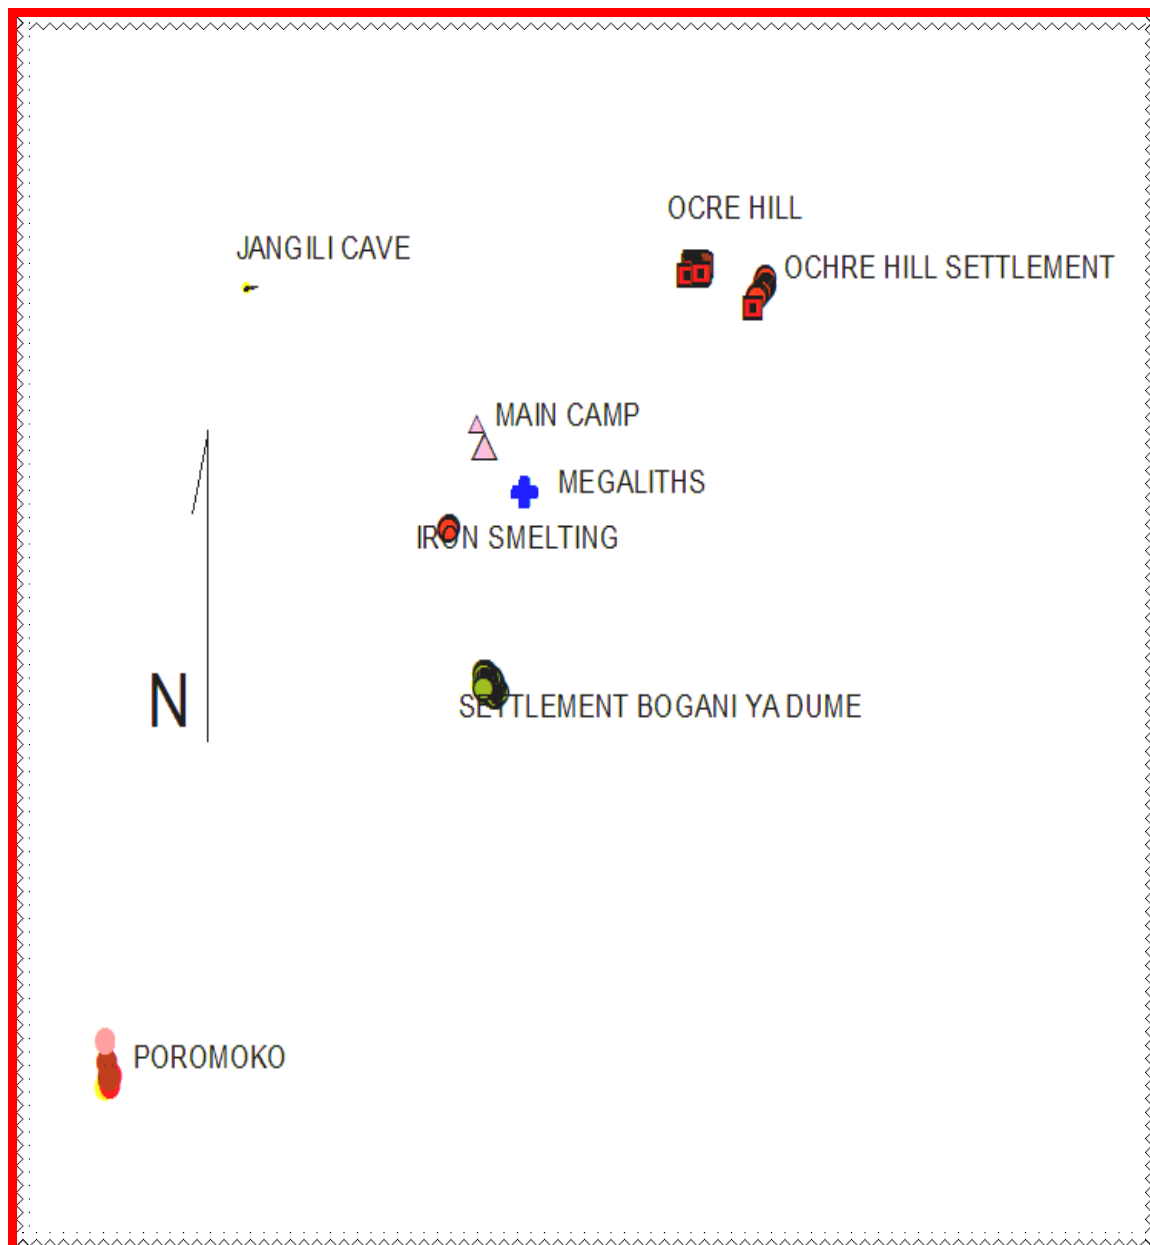 OCRE HILL
JANGILI CAVE
OCHRE HILL SETTLEMENT
MAIN CAMP
MEGALITHS
IRON SMELTING
N
SETTLEMENT BOGANI YA DUME
POROMOKO